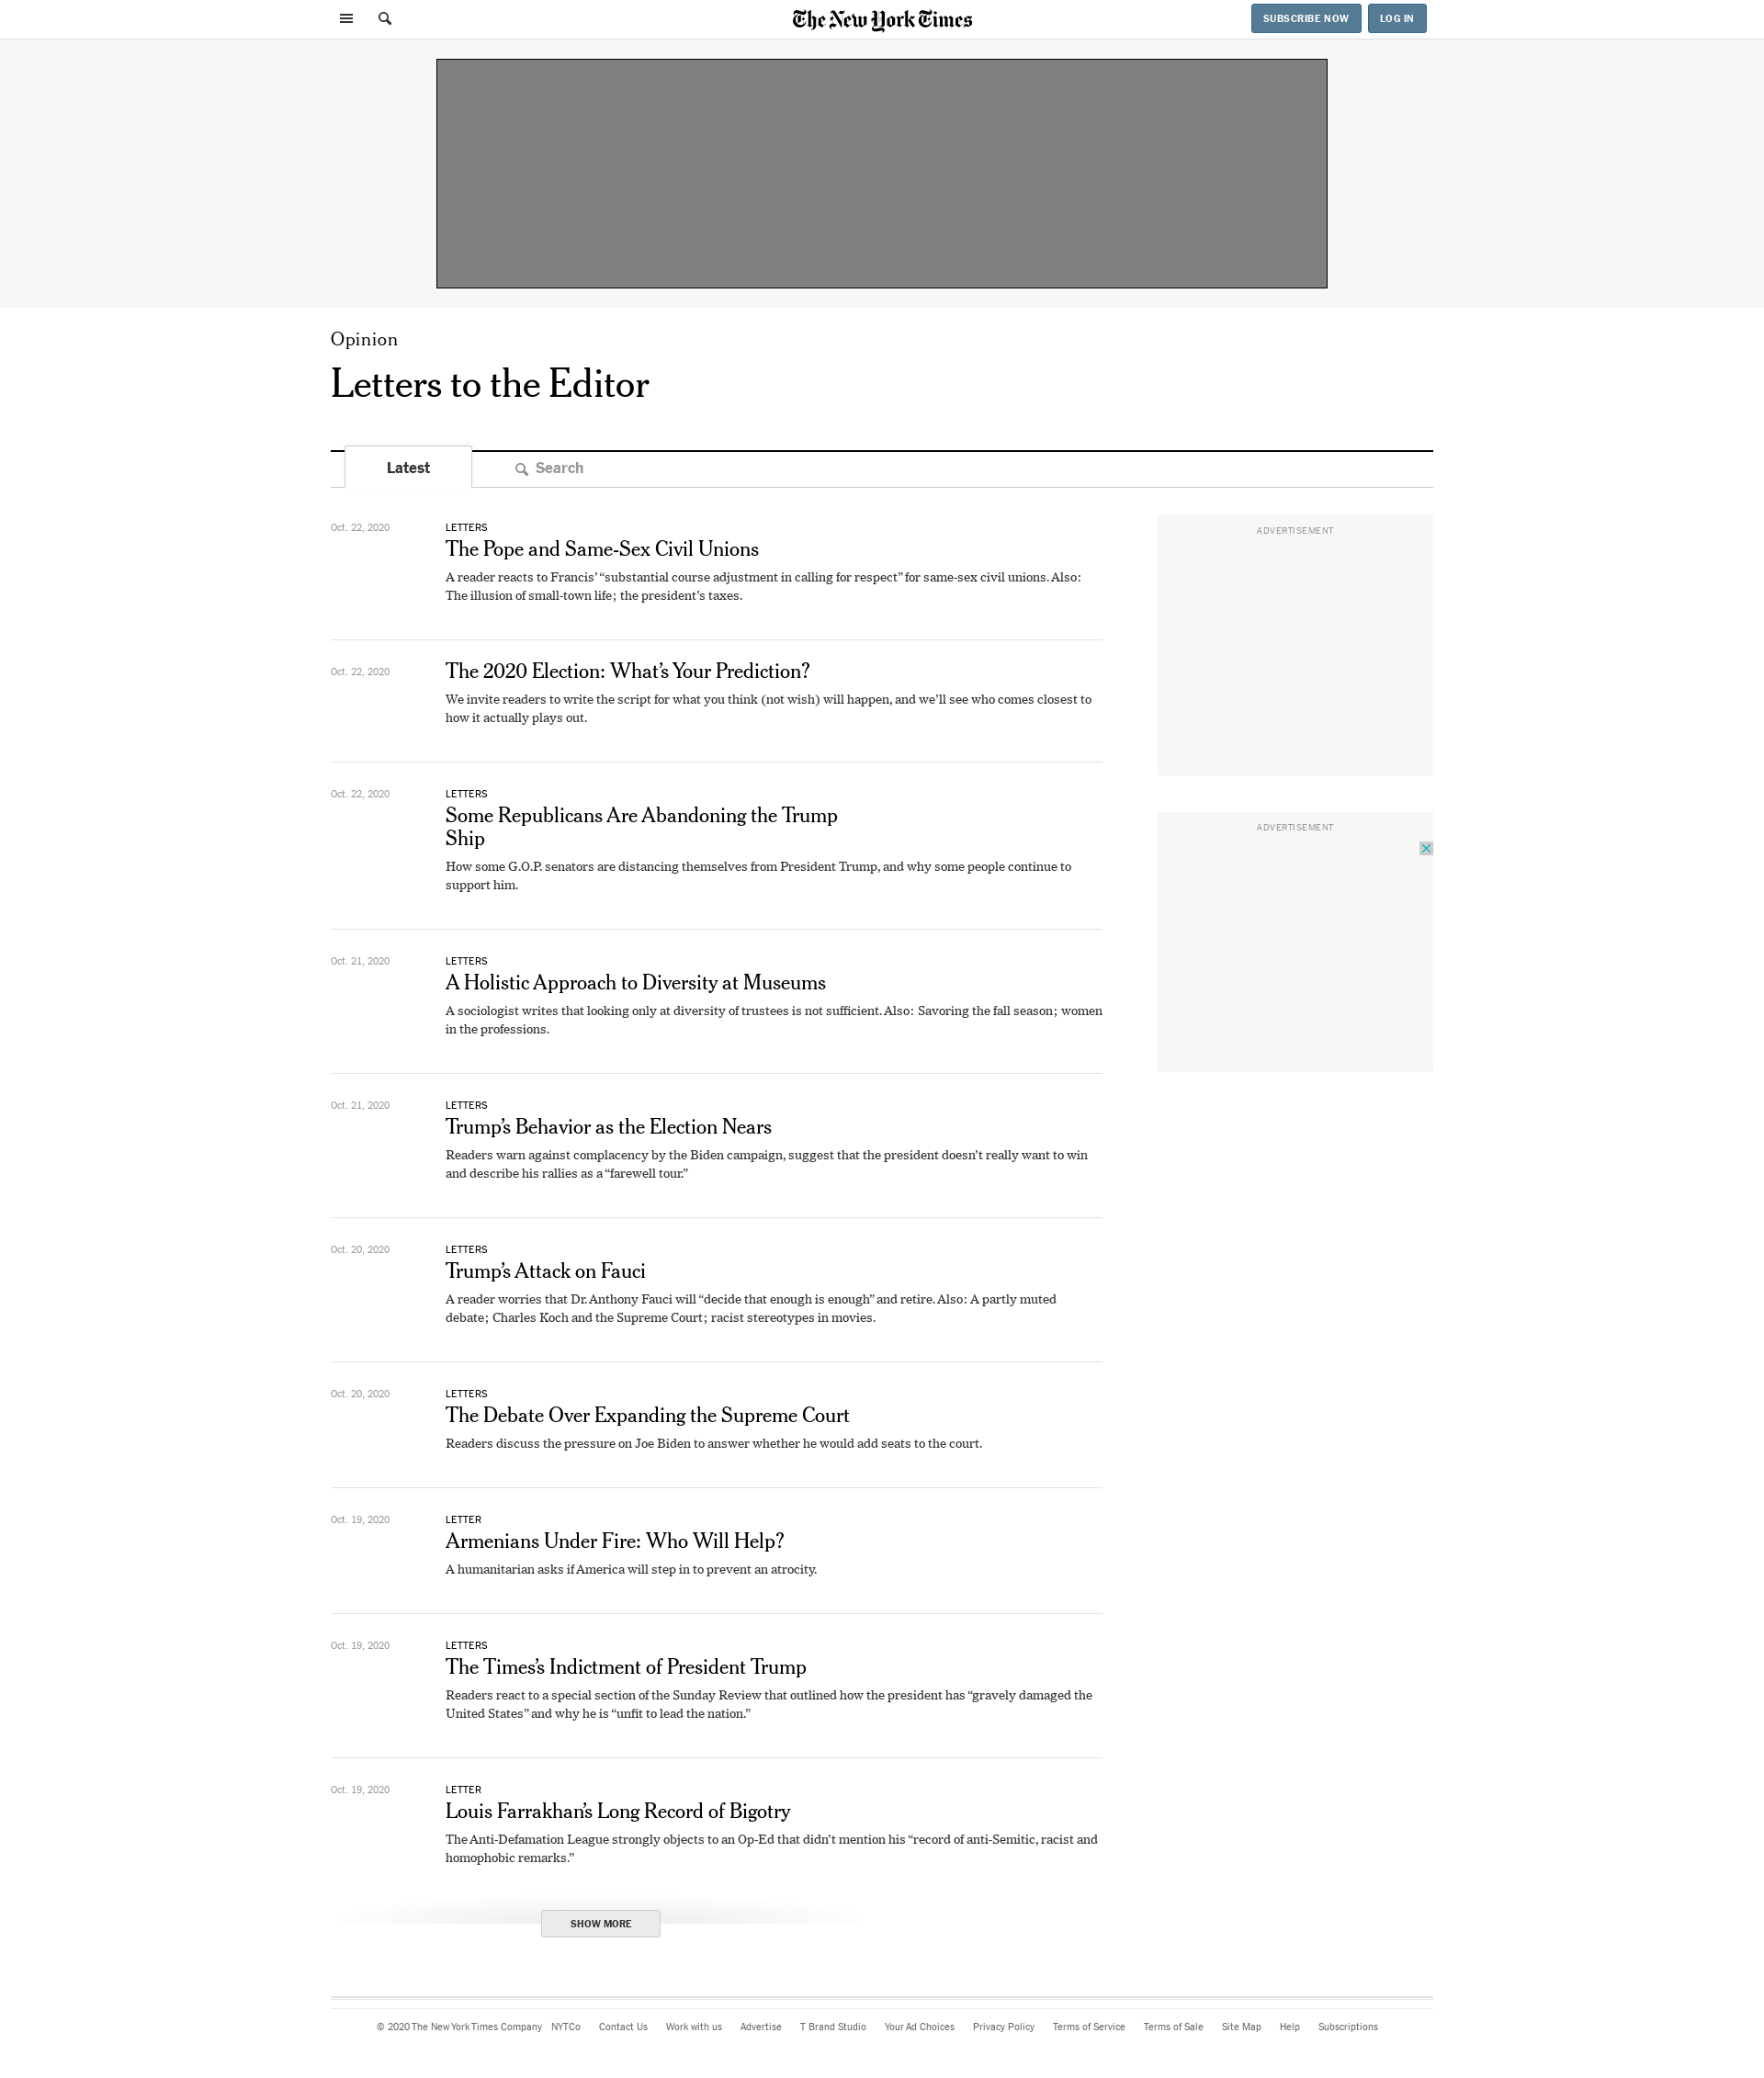 The New York Times
SUBSCRIBE NOW
LOG IN
Opinion
Letters to the Editor
Latest
Search
Oct. 22, 2020
LETTERS
The Pope and Same-Sex Civil Unions
A reader reacts to Francis’ “substantial course adjustment in calling for respect” for same-sex civil unions. Also:
The illusion of small-town life; the president’s taxes.
Oct. 22, 2020
The 2020 Election: What’s Your Prediction?
We invite readers to write the script for what you think (not wish) will happen, and we’ll see who comes closest to
how it actually plays out.
Oct. 22, 2020
LETTERS
Some Republicans Are Abandoning the Trump
Ship
How some G.O.P. senators are distancing themselves from President Trump, and why some people continue to
support him.
Oct. 21, 2020
LETTERS
A Holistic Approach to Diversity at Museums
A sociologist writes that looking only at diversity of trustees is not sufficient. Also: Savoring the fall season; women
in the professions.
Oct. 21, 2020
LETTERS
Trump’s Behavior as the Election Nears
Readers warn against complacency by the Biden campaign, suggest that the president doesn’t really want to win
and describe his rallies as a “farewell tour.”
Oct. 20, 2020
LETTERS
Trump’s Attack on Fauci
A reader worries that Dr. Anthony Fauci will “decide that enough is enough” and retire. Also: A partly muted
debate; Charles Koch and the Supreme Court; racist stereotypes in movies.
Oct. 20, 2020
LETTERS
The Debate Over Expanding the Supreme Court
Readers discuss the pressure on Joe Biden to answer whether he would add seats to the court.
Oct. 19, 2020
LETTER
Armenians Under Fire: Who Will Help?
A humanitarian asks if America will step in to prevent an atrocity.
Oct. 19, 2020
LETTERS
The Times’s Indictment of President Trump
Readers react to a special section of the Sunday Review that outlined how the president has “gravely damaged the
United States” and why he is “unfit to lead the nation.”
Oct. 19, 2020
LETTER
Louis Farrakhan’s Long Record of Bigotry
The Anti-Defamation League strongly objects to an Op-Ed that didn’t mention his “record of anti-Semitic, racist and
homophobic remarks.”
SHOW MORE
ADVERTISEMENT
ADVERTISEMENT
© 2020 The New York Times Company NYTCo Contact Us Work with us Advertise T Brand Studio Your Ad Choices Privacy Policy Terms of Service Terms of Sale Site Map Help Subscriptions